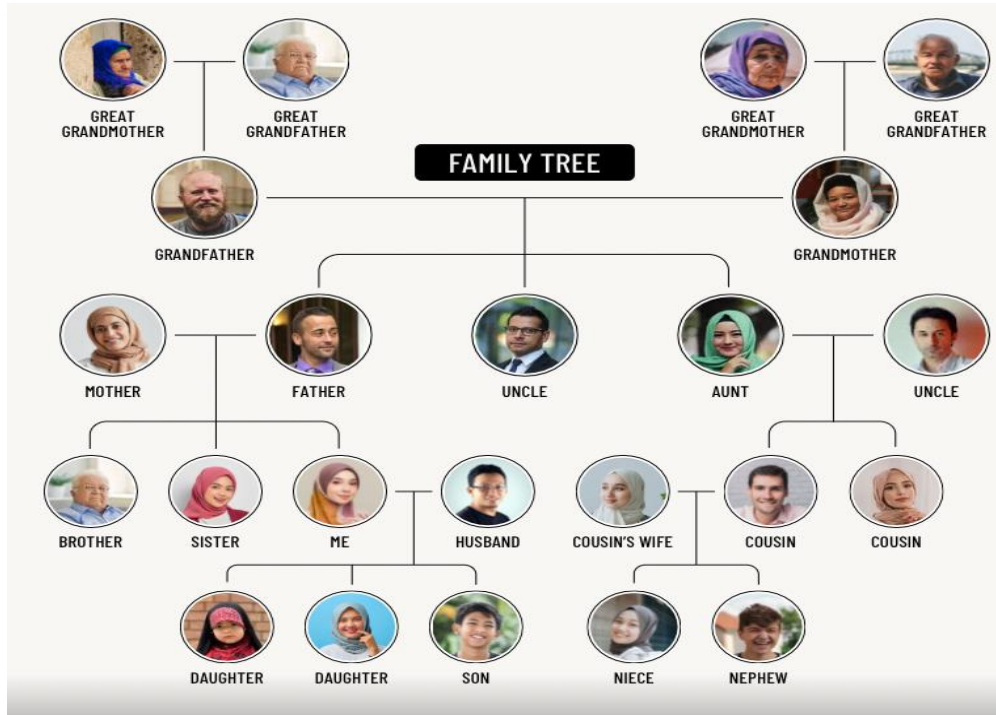 GREAT
GRANDMOTHER
GREAT
GRANDFATHER
GREAT
GRANDMOTHER
GREAT
GRANDFATHER
FAMILY TREE
GRANDFATHER
GRANDMOTHER
MOTHER
FATHER
UNCLE
AUNT
UNCLE
BROTHER
SISTER
ME
HUSBAND
COUSIN'S WIFE
COUSIN
COUSIN
DAUGHTER
DAUGHTER
SON
NIECE
NEPHEW